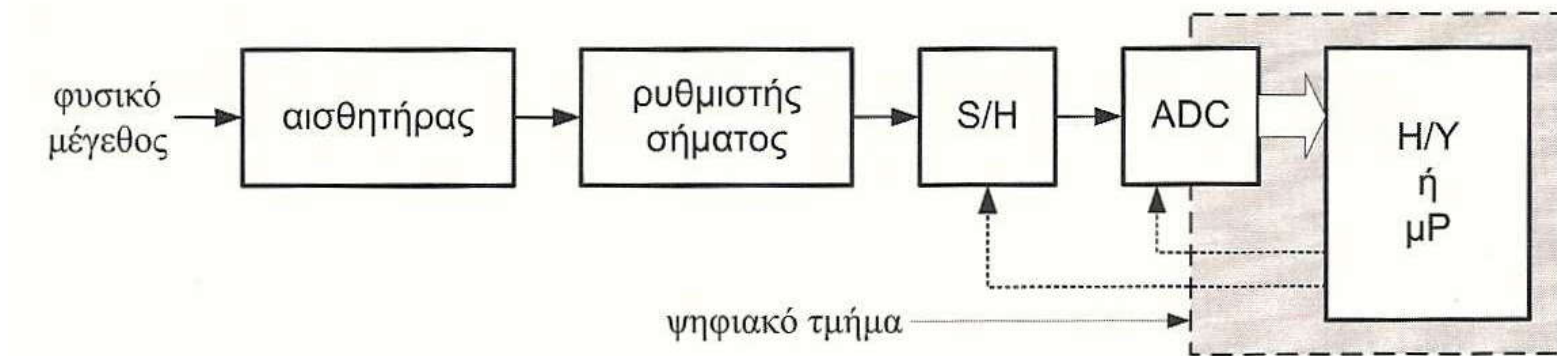 φυσικό
μέγεθος
αισθητήρας
ρυθμιστής
σήματος
S/H
ADC
Η/Υ
ή
μP
ψηφιακό τμήμα